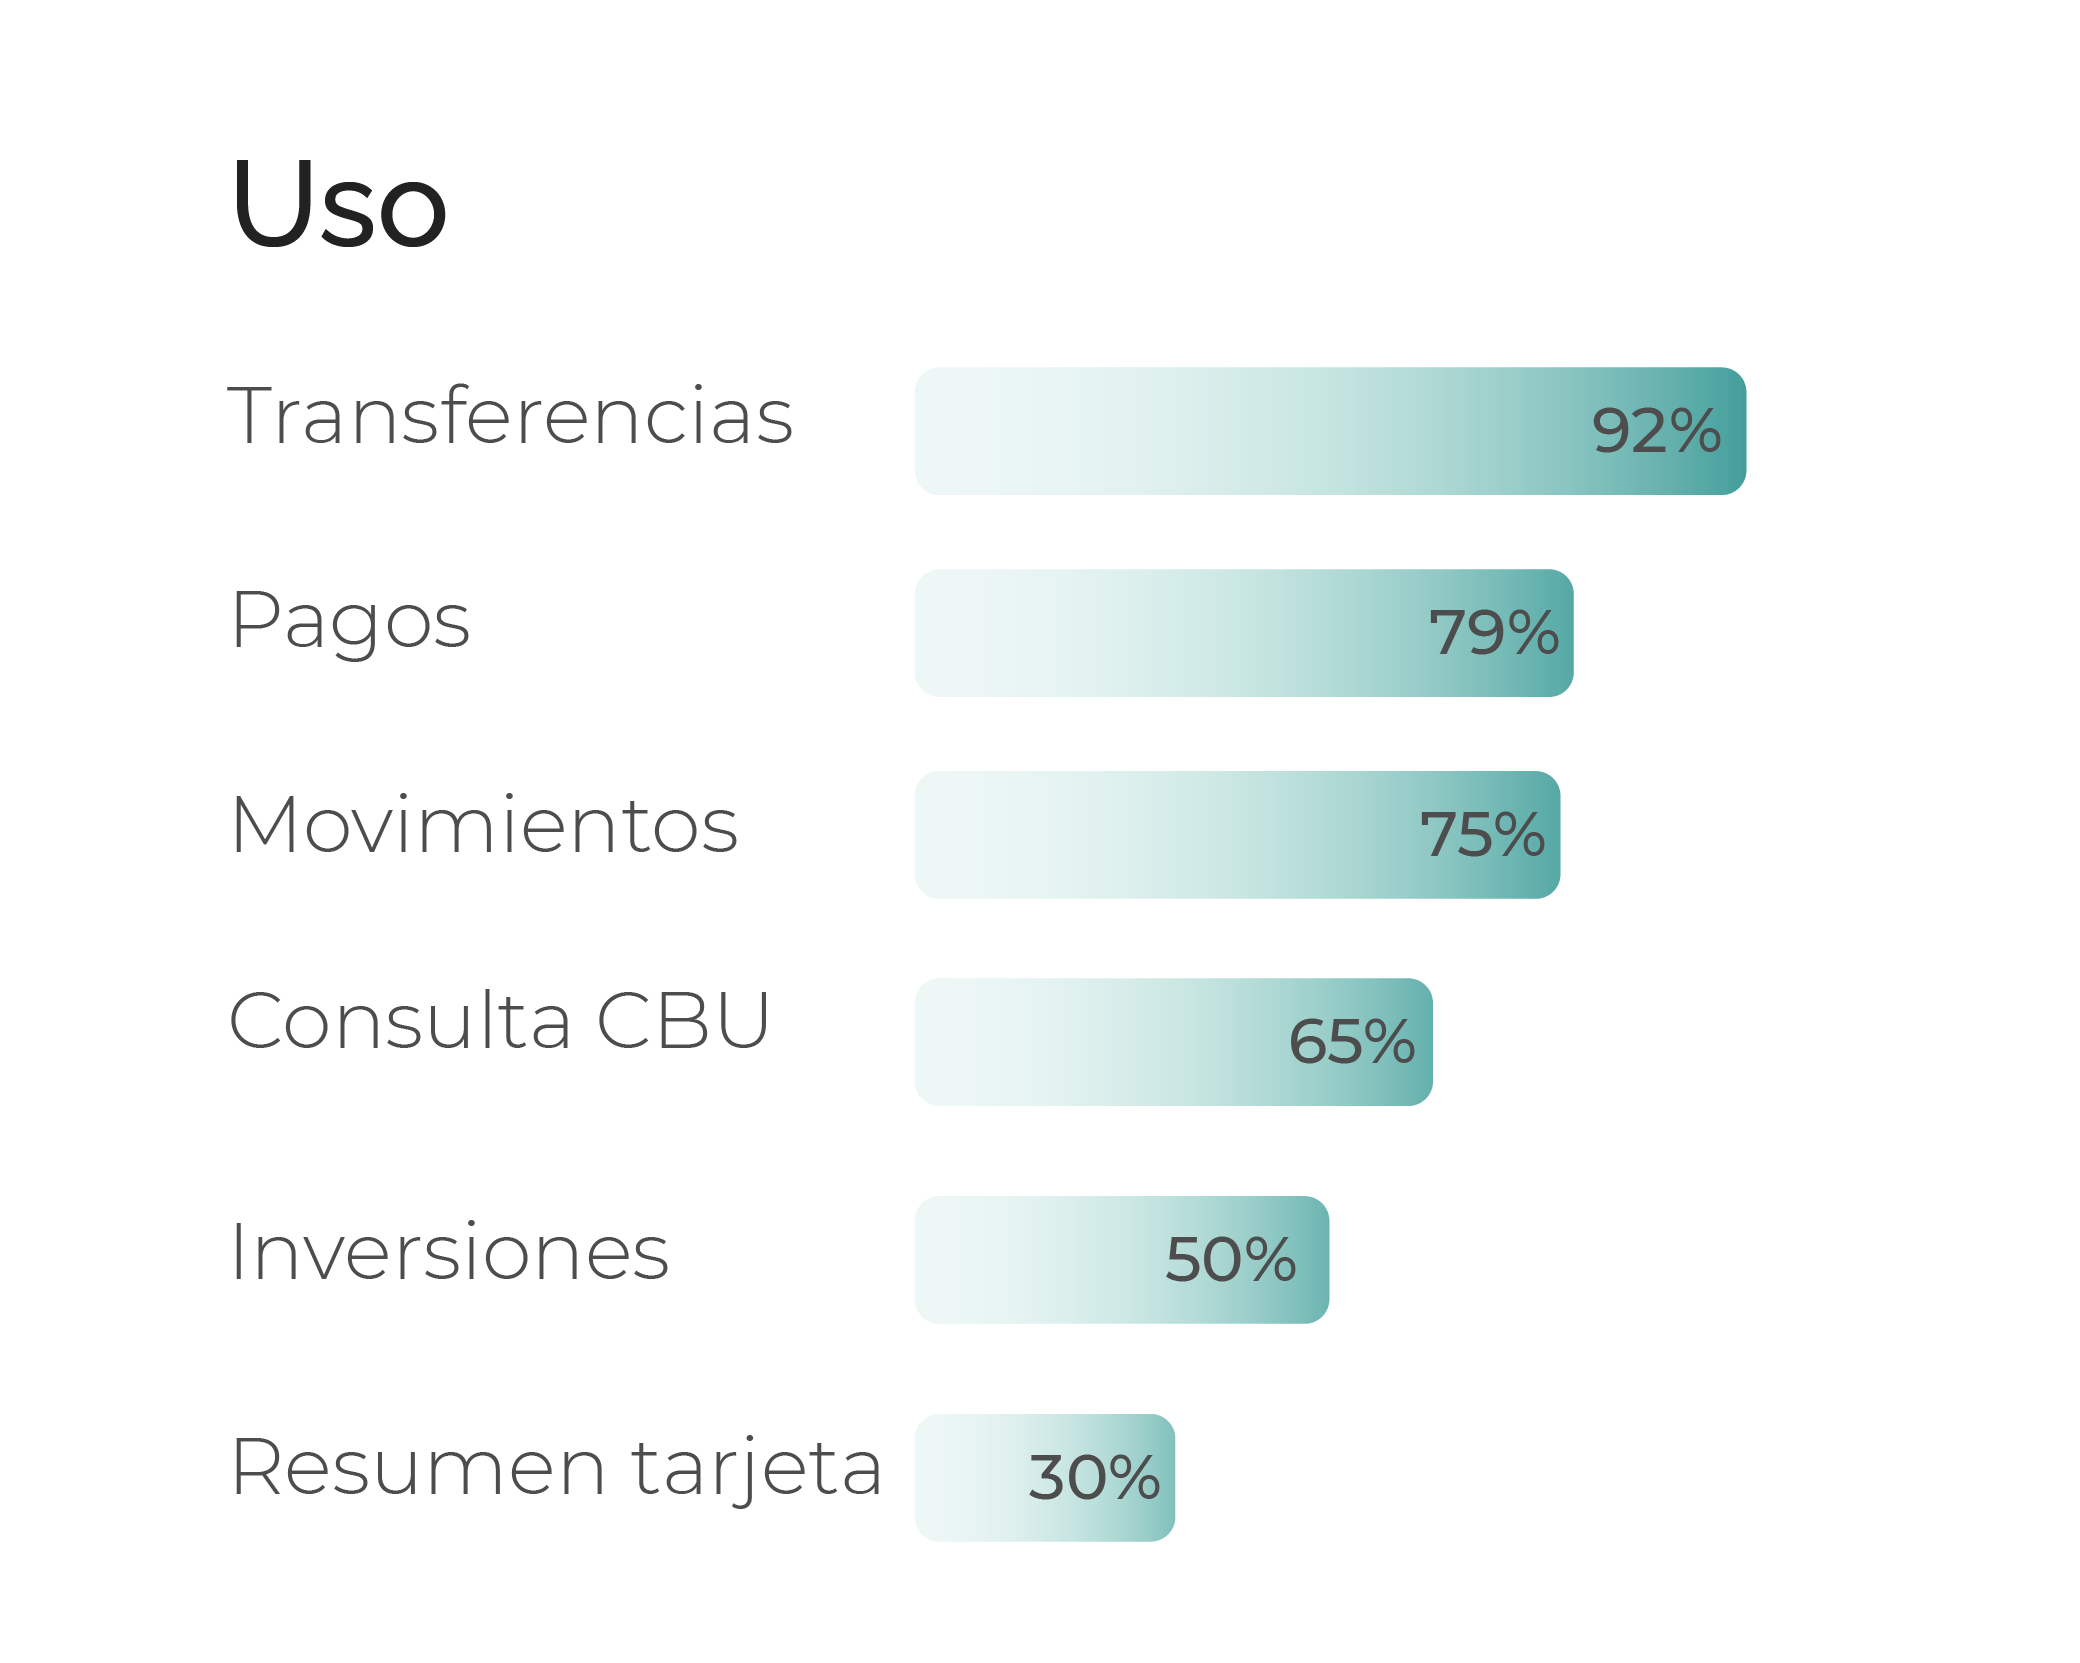 Uso
Transferencias 92%
Pagos 79%
Movimientos 75%
Consulta CBU 65%
Inversiones 50%
Resumen tarjeta 30%